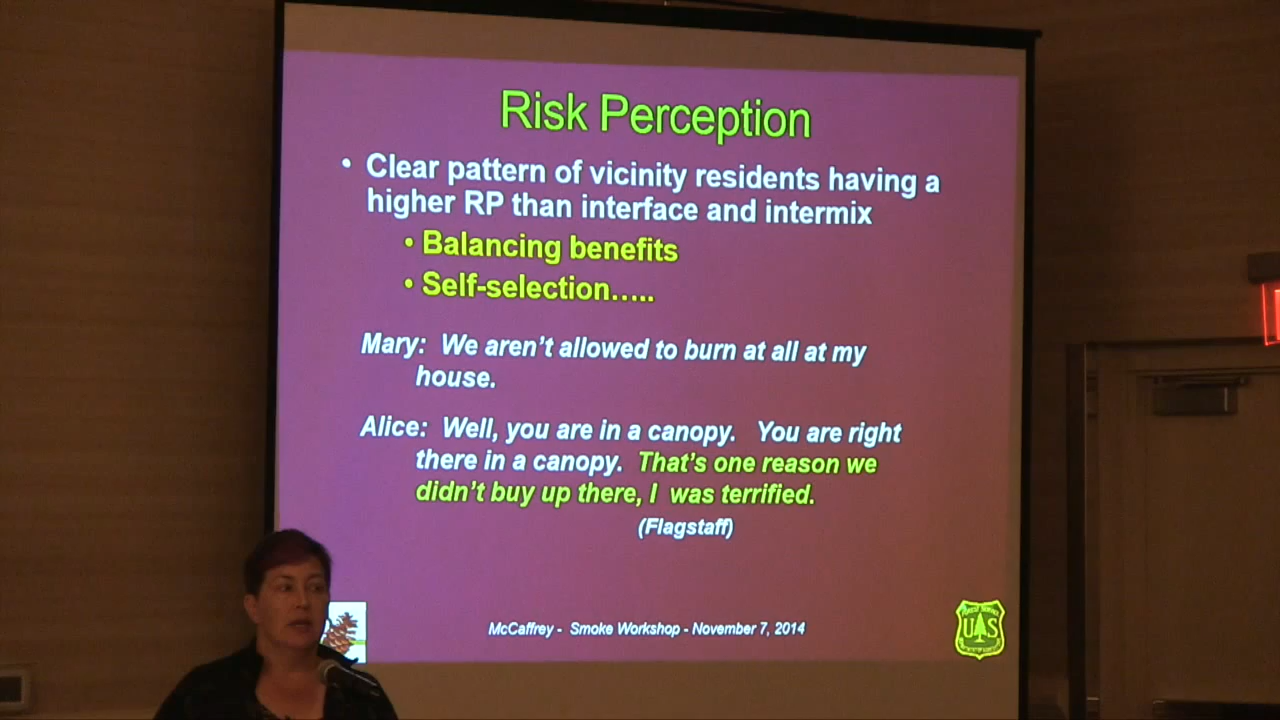 Risk Perception
• Clear pattern of vicinity residents having a
higher RP than interface and intermix
• Balancing benefits
• Self-selection…..
Mary: We aren't allowed to burn at all at my
house.
Alice: Well, you are in a canopy. You are right
there in a canopy. That's one reason we
didn't buy up there, I was terrified.
(Flagstaff)
McCaffrey - Smoke Workshop - November 7, 2014
U S